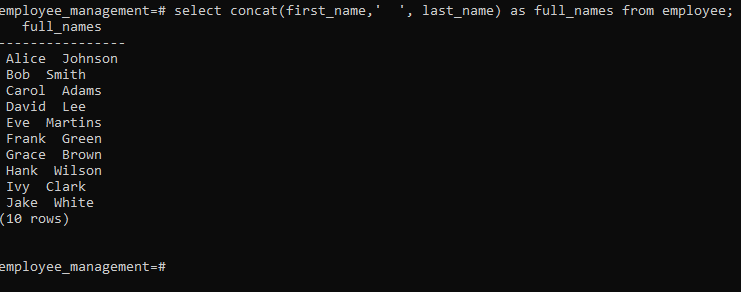 employee_management=# select concat(first_name,'  ', last_name) as full_names from employee;
   full_names
----------------
 Alice  Johnson
 Bob  Smith
 Carol  Adams
 David  Lee
 Eve  Martins
 Frank  Green
 Grace  Brown
 Hank  Wilson
 Ivy  Clark
 Jake  White
(10 rows)
employee_management=#